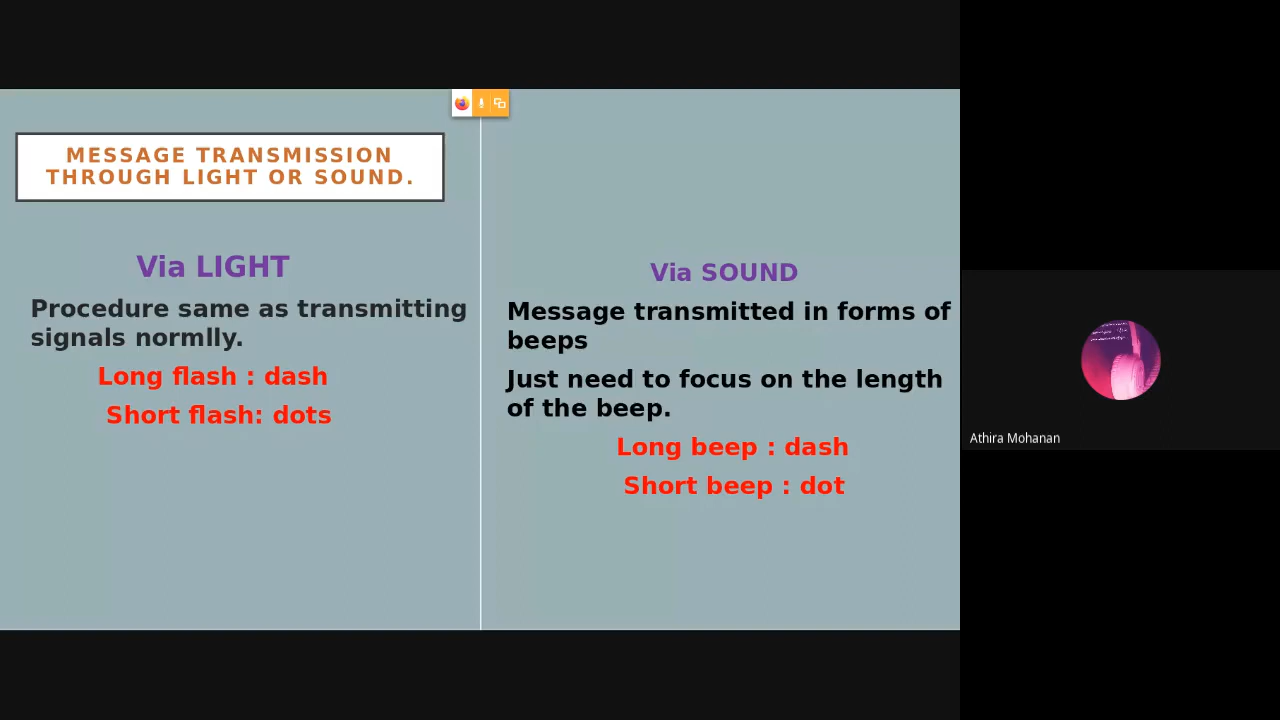 MESSAGE TRANSMISSION
THROUGH LIGHT OR SOUND.
Via LIGHT
Procedure same as transmitting
signals normlly.
Long flash : dash
Short flash: dots
Via SOUND
Message transmitted in forms of
beeps
Just need to focus on the length
of the beep.
Long beep : dash
Short beep : dot
Athira Mohanan